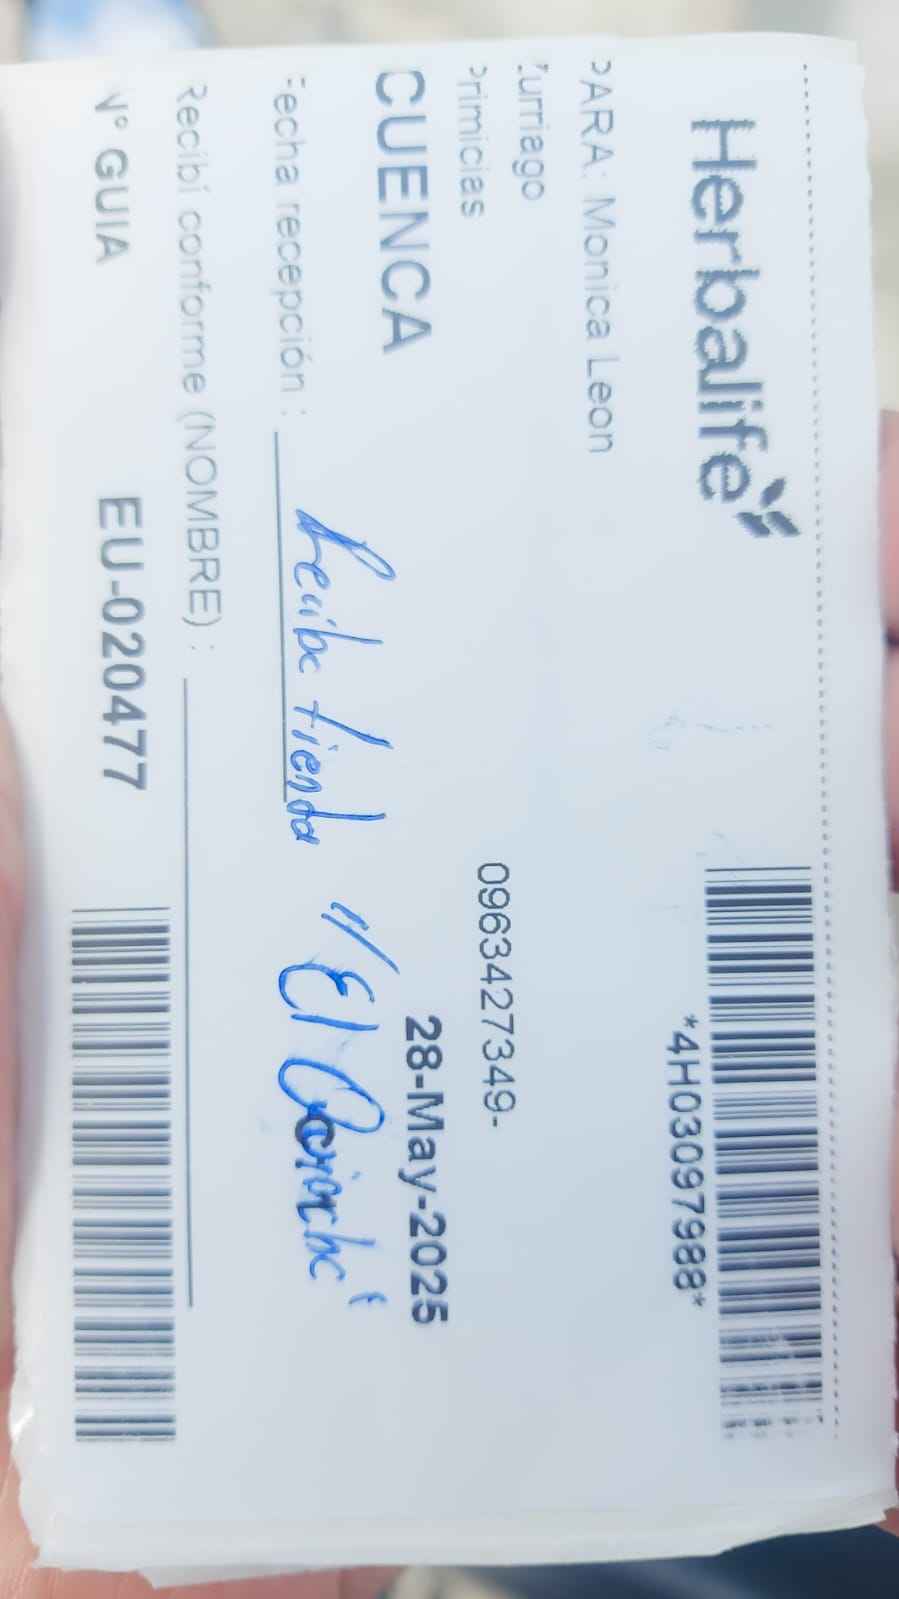 Herbalife
*4H03097988*
PARA: Monica Leon
Zurriago
Primicias
0963427349-
CUENCA
28-May-2025
Fecha recepción :
Recibe tienda "El
Recibí conforme (NOMBRE) :
N° GUIA
EU-020477